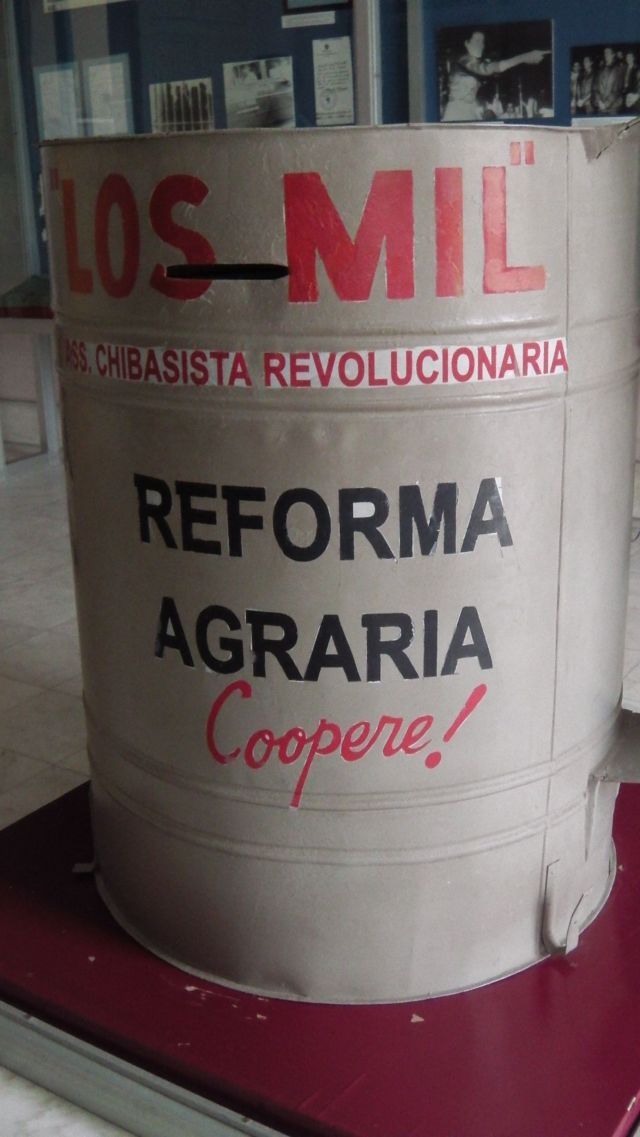 "LOS MIL"
ASS. CHIBASISTA REVOLUCIONARIA
REFORMA
AGRARIA
Coopere!